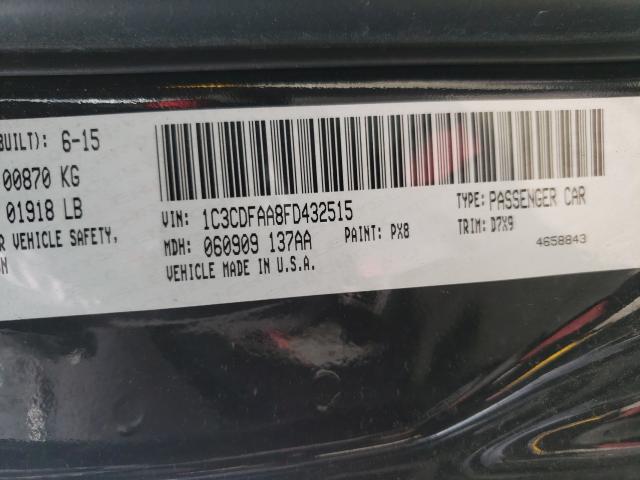 BUILT): 6-15
00870 KG
01918 LB
R VEHICLE SAFETY,
VIN: 1C3CDFAA8FD432515
TYPE: PASSENGER CAR
MDH: 060909 137AA
PAINT: PX8
TRIM: D7X9
VEHICLE MADE IN U.S.A.
4658843